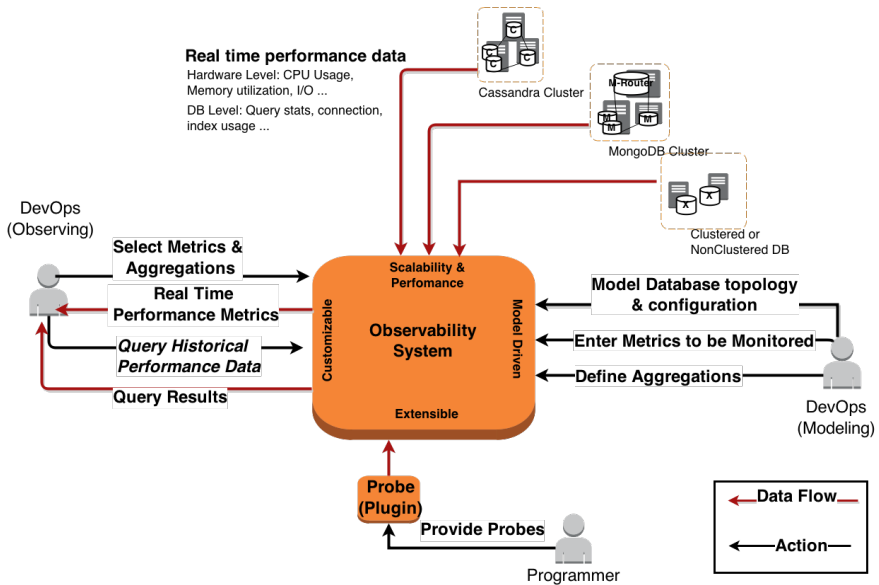 Real time performance data
Hardware Level: CPU Usage,
Memory utilization, I/O ...
DB Level: Query stats, connection,
index usage ...
C
C
C
C
Cassandra Cluster
M-Router
M
M
M
MongoDB Cluster
X
X
Clustered or
NonClustered DB
DevOps
(Observing)
Select Metrics &
Aggregations
Real Time
Performance Metrics
Query Historical
Performance Data
Query Results
Scalability &
Perfomance
Customizable
Observability
System
Model Driven
Extensible
Model Database topology
& configuration
Enter Metrics to be Monitored
Define Aggregations
DevOps
(Modeling)
Probe
(Plugin)
Provide Probes
Programmer
Data Flow
Action